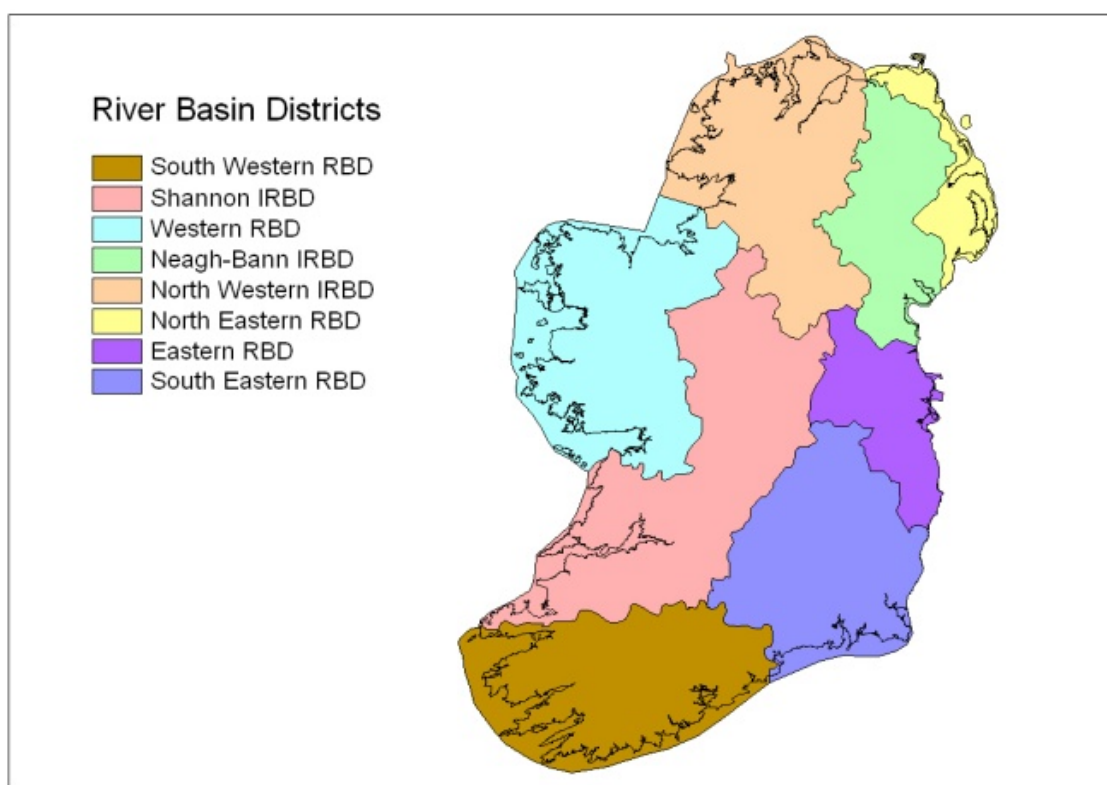 River Basin Districts
South Western RBD
Shannon IRBD
Western RBD
Neagh-Bann IRBD
North Western IRBD
North Eastern RBD
Eastern RBD
South Eastern RBD